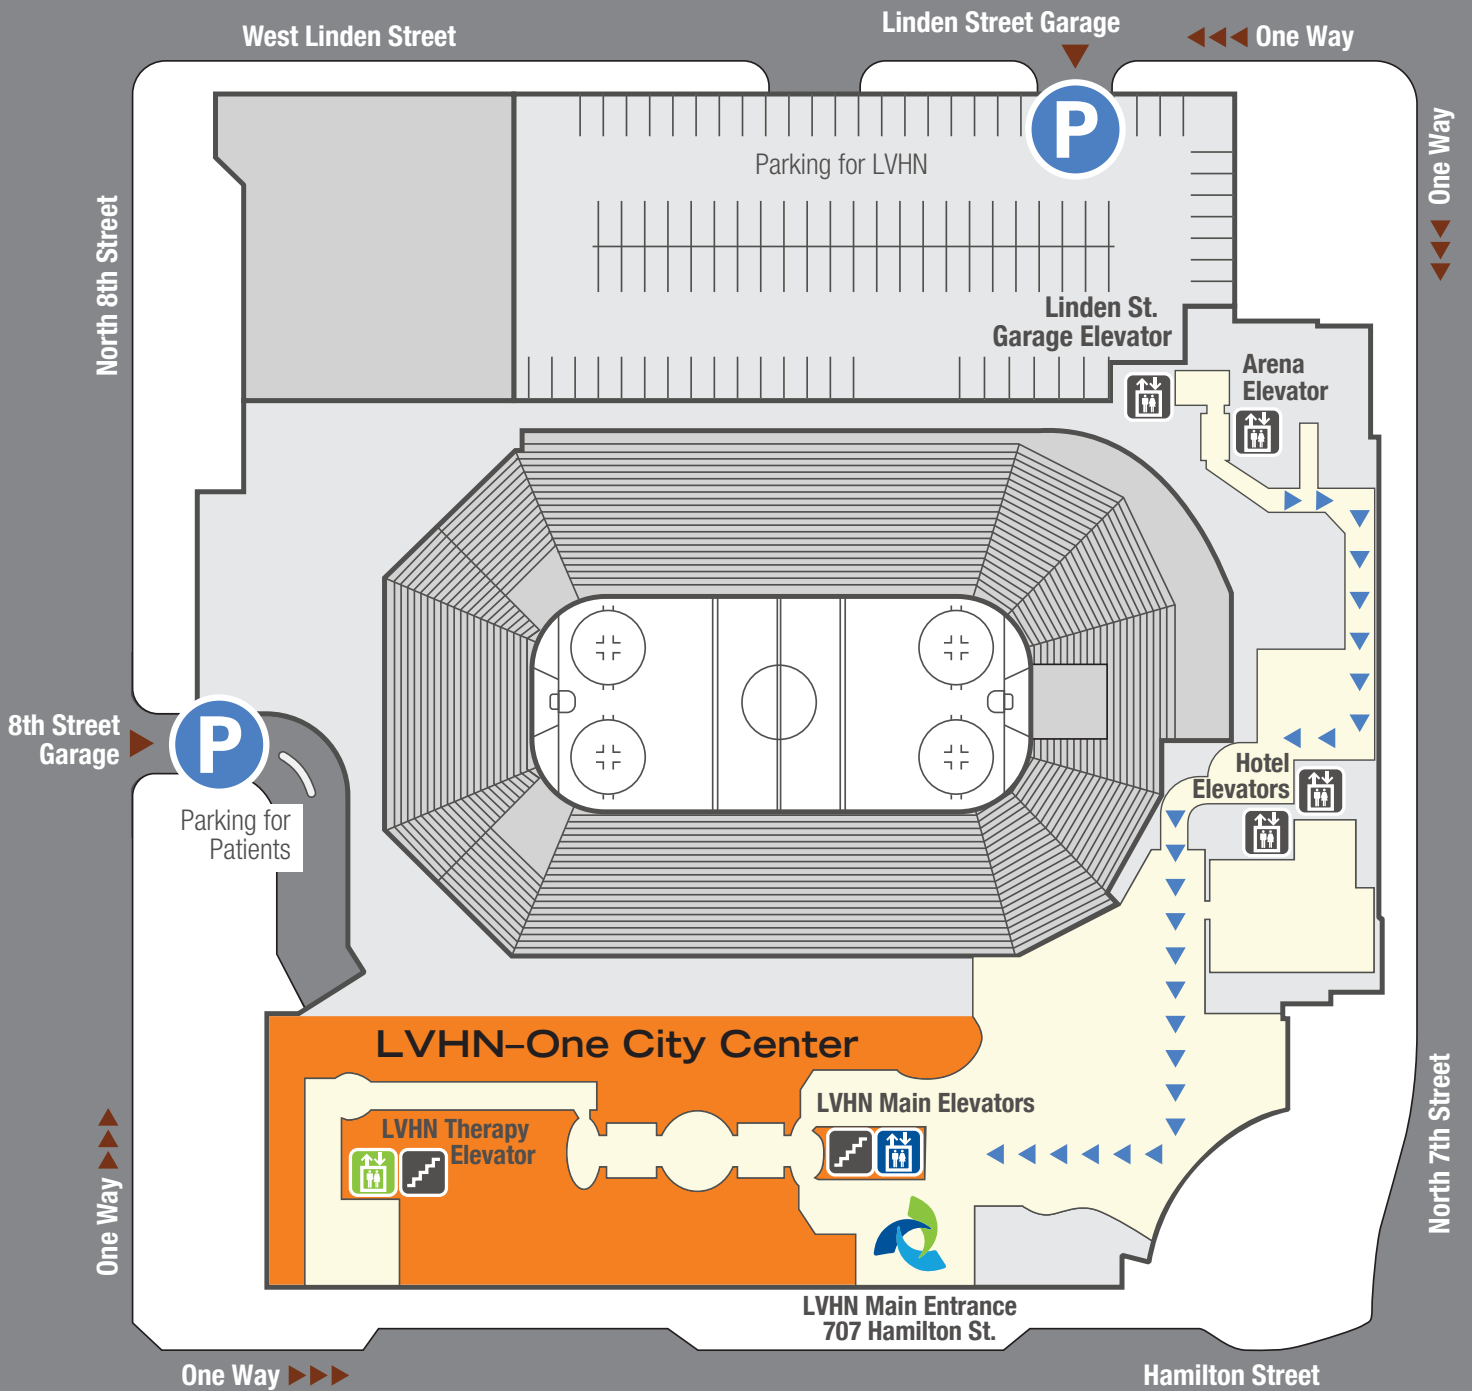 West Linden Street
Linden Street Garage
One Way
P
Parking for LVHN
One Way
North 8th Street
Linden St.
Garage Elevator
Arena
Elevator
8th Street
Garage
P
Parking for
Patients
Hotel
Elevators
LVHN–One City Center
LVHN Main Elevators
LVHN Therapy
Elevator
One Way
North 7th Street
LVHN Main Entrance
707 Hamilton St.
One Way
Hamilton Street